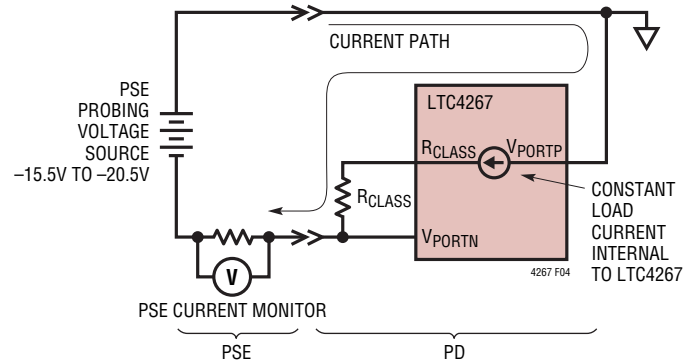 CURRENT PATH
PSE
PROBING
VOLTAGE
SOURCE
–15.5V TO –20.5V
LTC4267
RCLASS
VPORTP
RCLASS
VPORTN
CONSTANT
LOAD
CURRENT
INTERNAL
TO LTC4267
V
4267 F04
PSE CURRENT MONITOR
PSE
PD